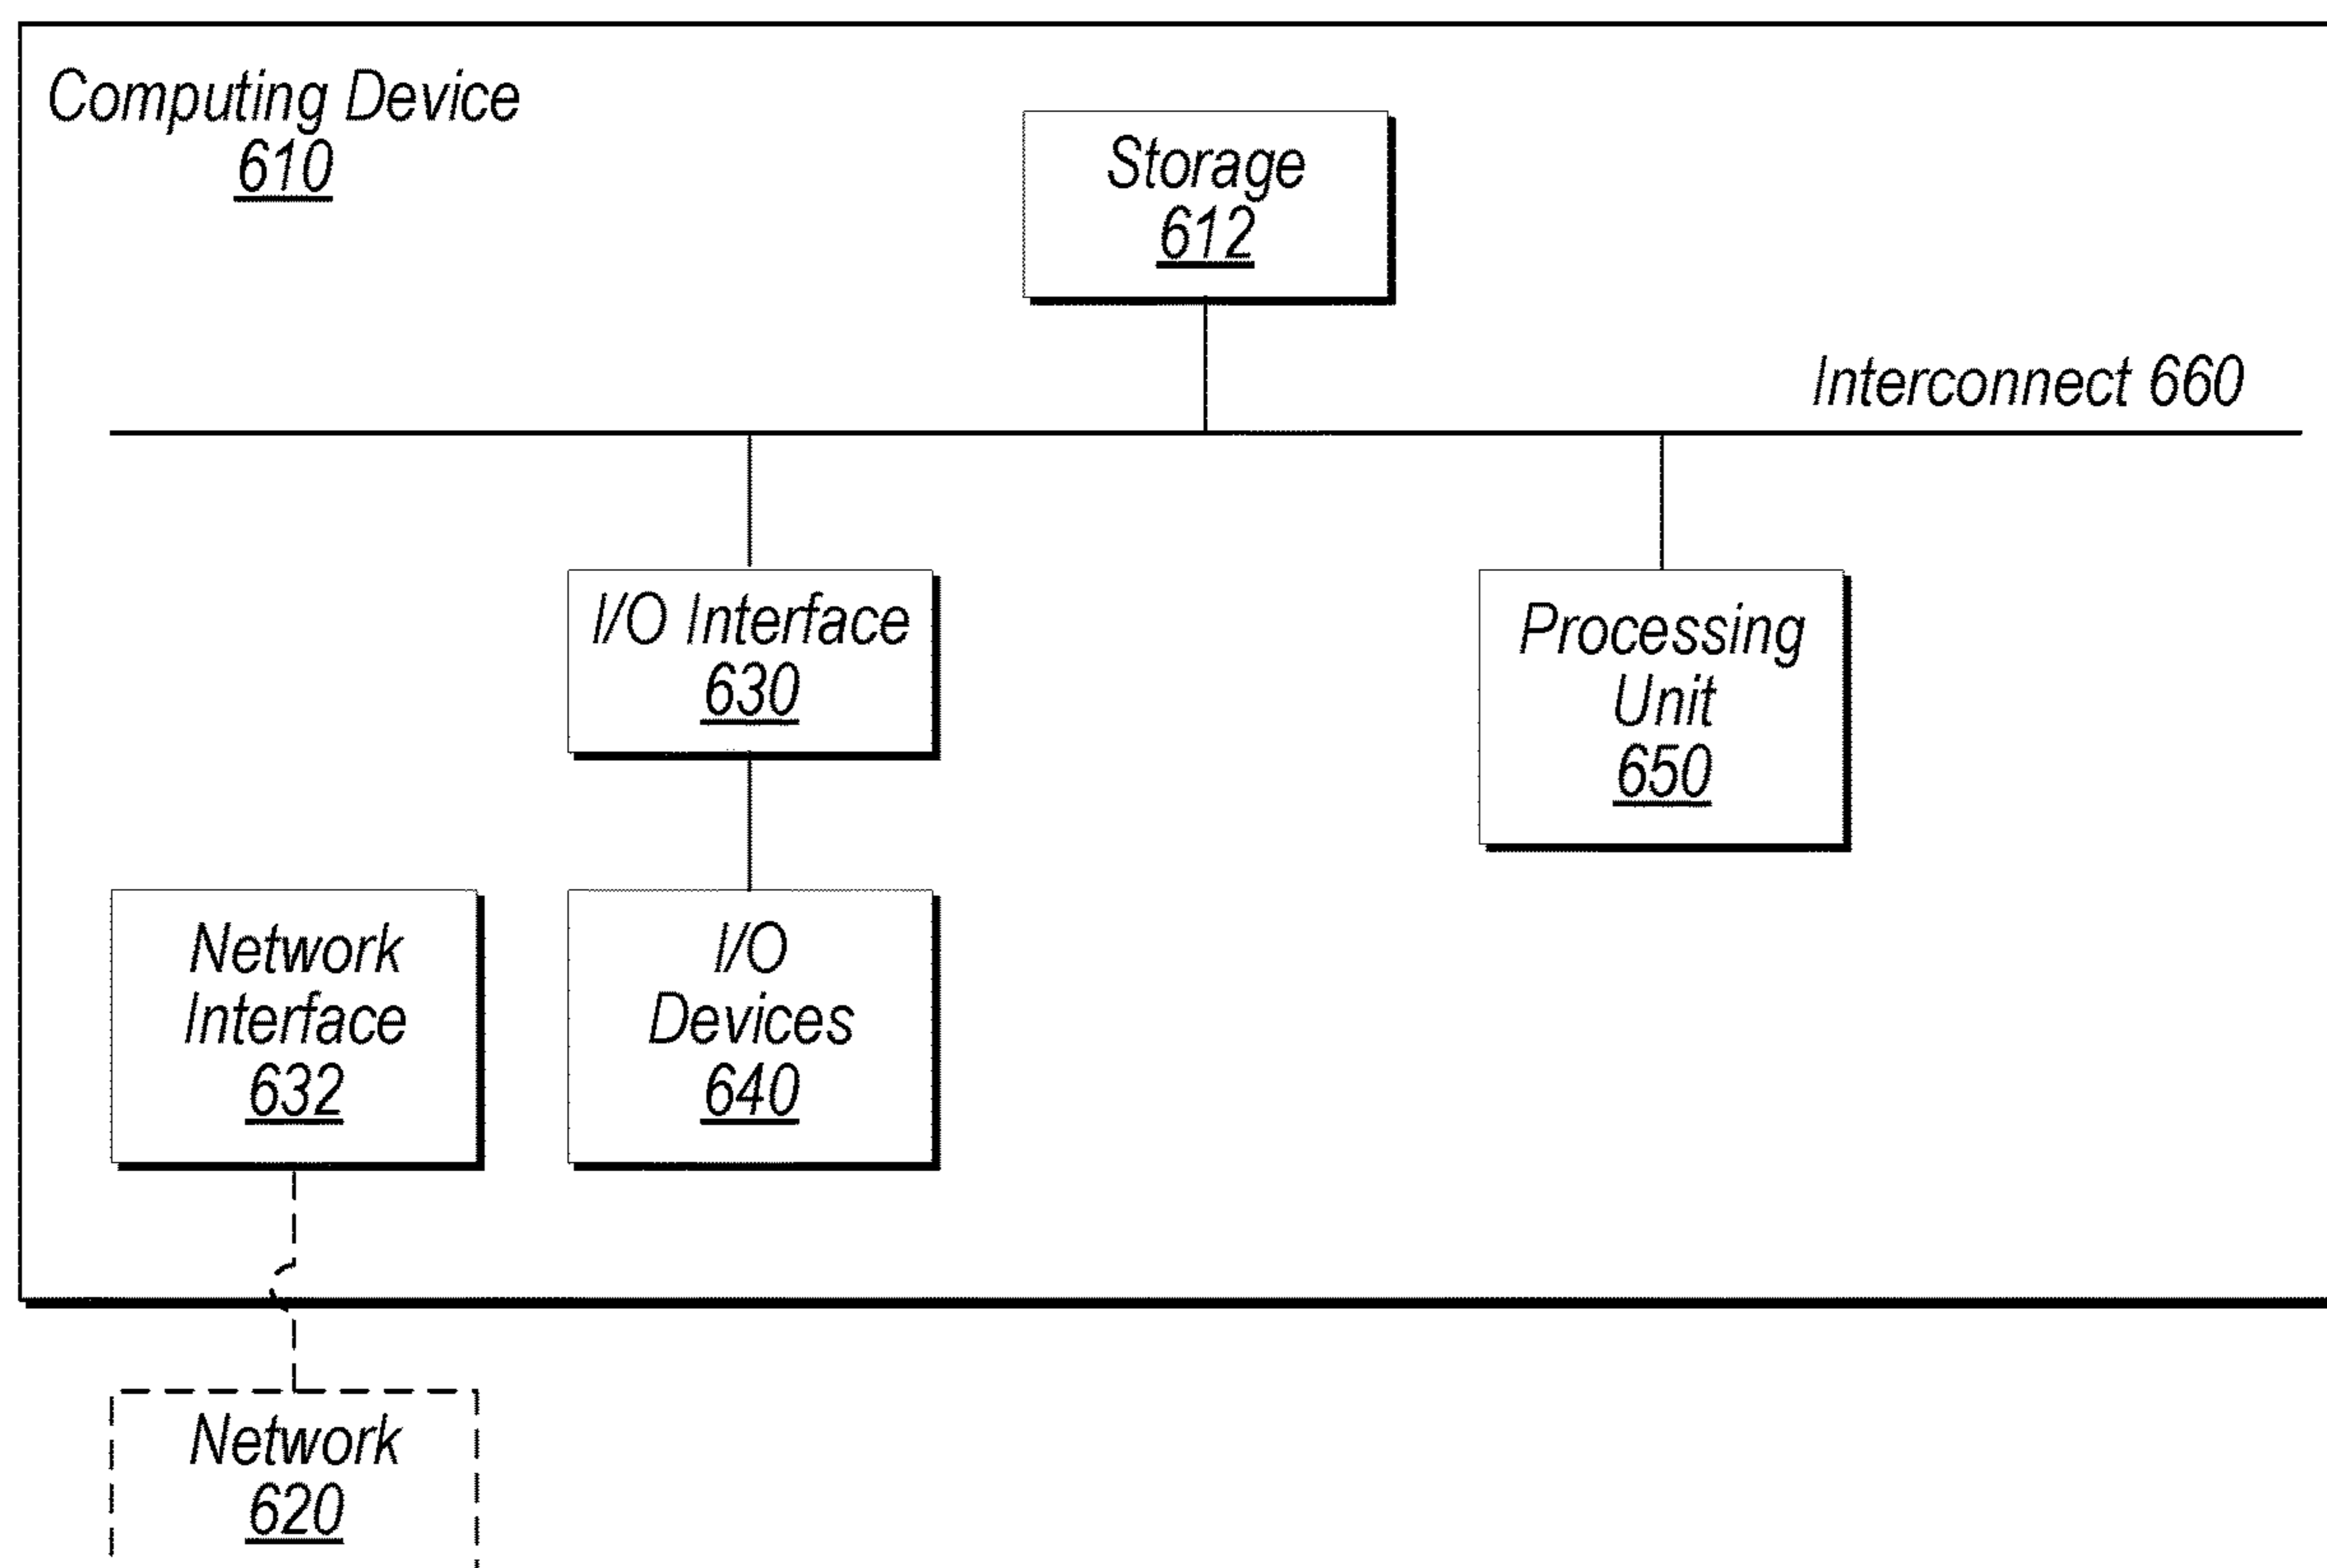 Computing Device
610
Storage
612
Interconnect 660
I/O Interface
630
Processing
Unit
650
Network
Interface
632
I/O
Devices
640
Network
620